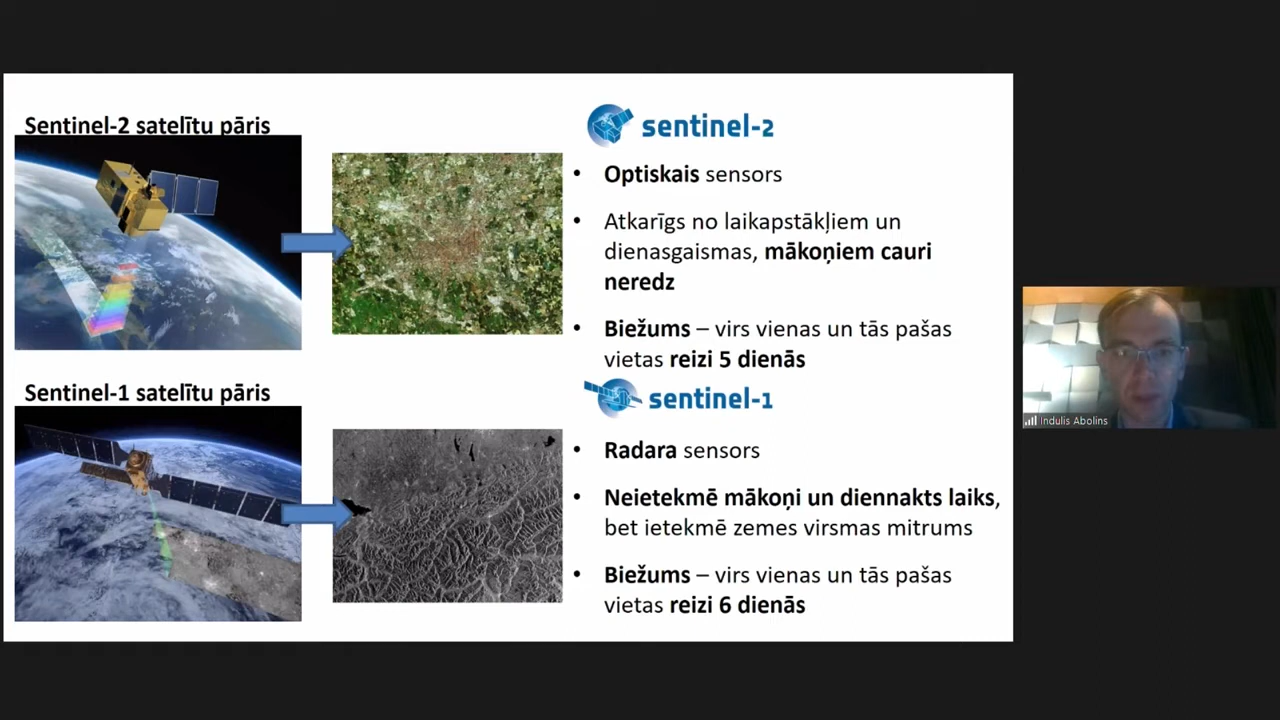 Sentinel-2 satelītu pāris
sentinel-2
• Optiskais sensors
• Atkarīgs no laikapstākļiem un
dienasgaismas, mākoņiem cauri
neredz
• Biežums – virs vienas un tās pašas
vietas reizi 5 dienās
Sentinel-1 satelītu pāris
sentinel-1
• Radara sensors
• Neietekmē mākoņi un diennakts laiks,
bet ietekmē zemes virsmas mitrums
• Biežums – virs vienas un tās pašas
vietas reizi 6 dienās
Indulis Abolins